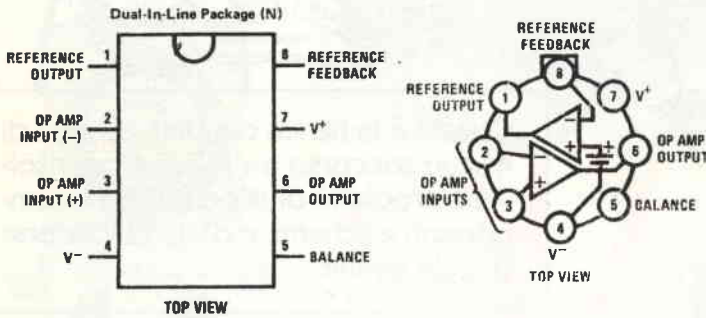 Dual-In-Line Package (N)
REFERENCE
OUTPUT
1
8
REFERENCE
FEEDBACK
OP AMP
INPUT (–)
2
7
V+
OP AMP
INPUT (+)
3
6
OP AMP
OUTPUT
V–
4
5
BALANCE
TOP VIEW
REFERENCE
FEEDBACK
8
REFERENCE
OUTPUT
1
7
V+
2
6
OP AMP
OUTPUT
OP AMP
INPUTS
3
5
BALANCE
4
V–
TOP VIEW